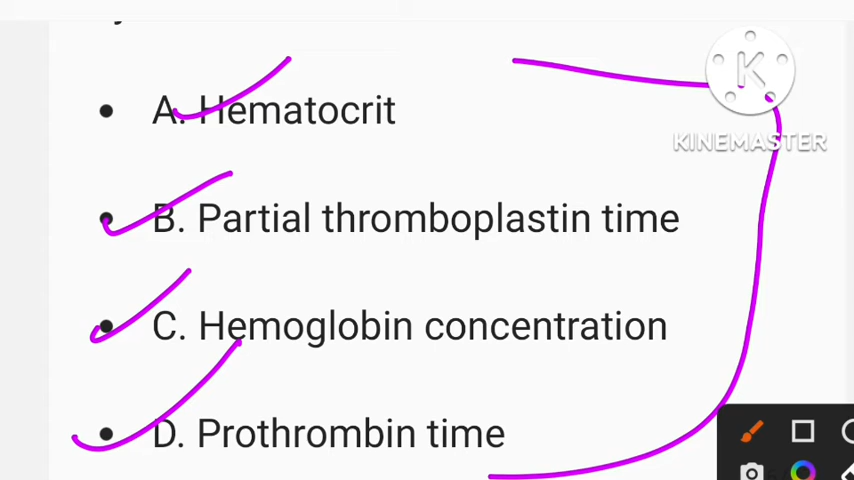 KINEMASTER
A. Hematocrit
B. Partial thromboplastin time
C. Hemoglobin concentration
D. Prothrombin time